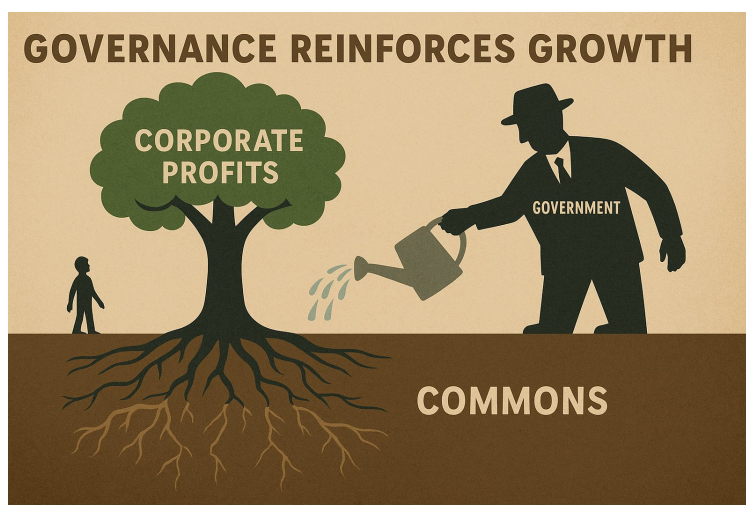 GOVERNANCE REINFORCES GROWTH
CORPORATE
PROFITS
GOVERNMENT
COMMONS